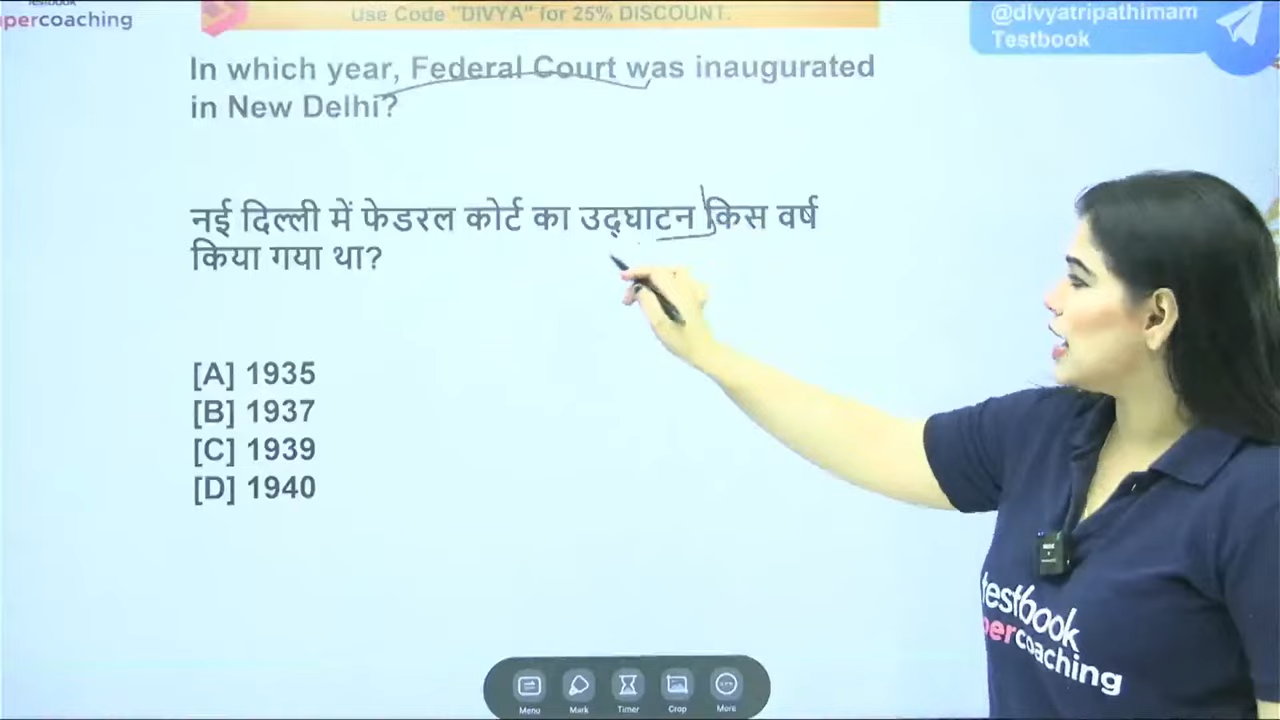 testbook
percoaching
Use Code "DIVYA" for 25% DISCOUNT.
@divyatripathimam
Testbook
In which year, Federal Court was inaugurated
in New Delhi?
नई दिल्ली में फेडरल कोर्ट का उद्घाटन किस वर्ष
किया गया था?
[A] 1935
[B] 1937
[C] 1939
[D] 1940
testbook
percoaching
Menu
Mark
Timer
Crop
More